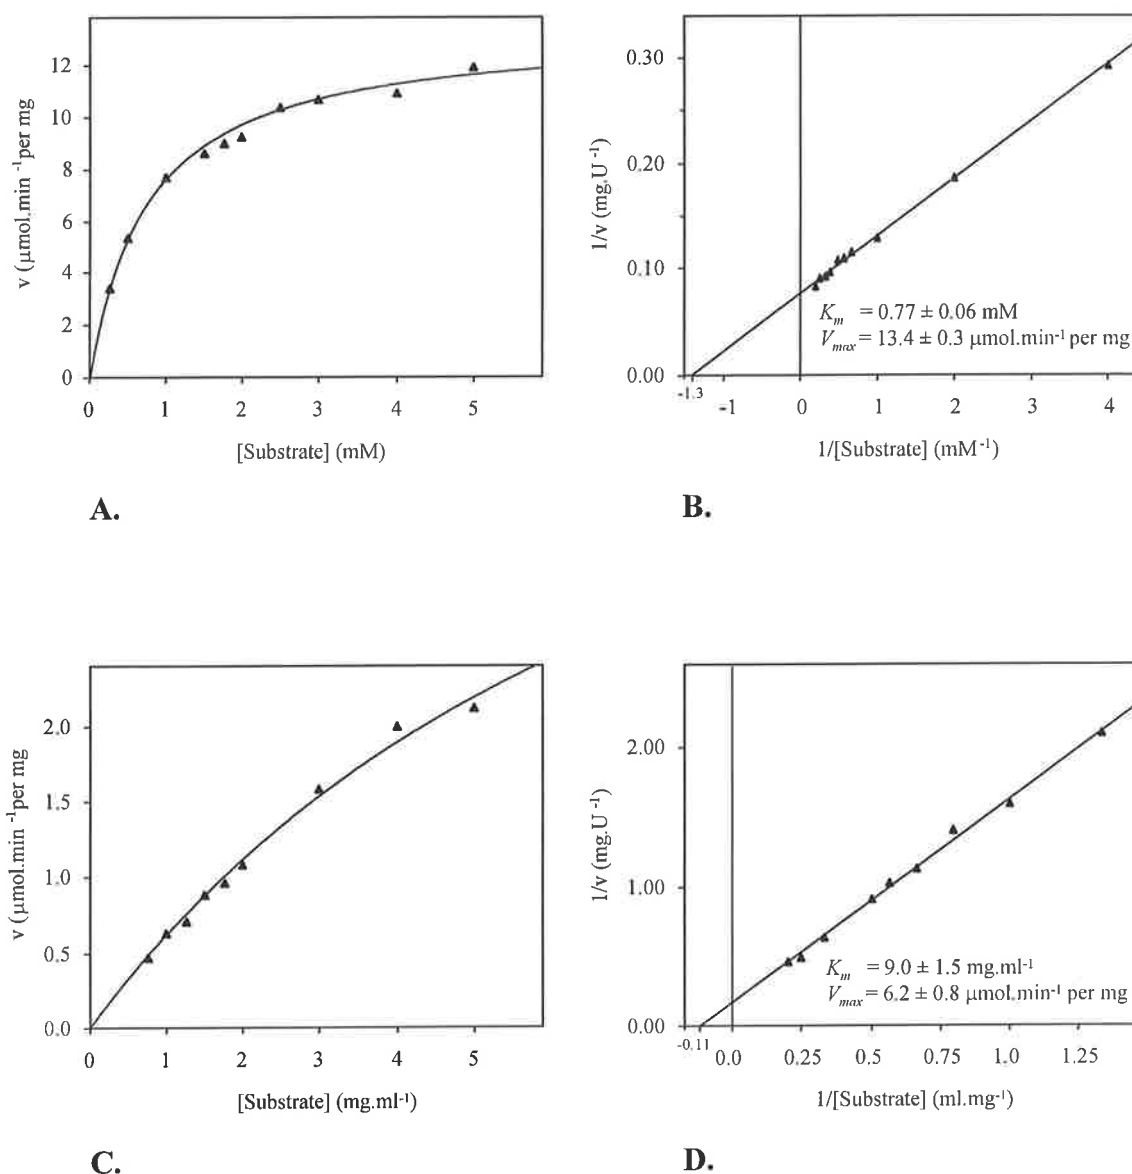 12
10
8
6
4
2
0
v (μmol.min ⁻¹per mg
0
1
2
3
4
5
[Substrate] (mM)
A.
0.30
0.20
0.10
0.00
1/v (mg.U ⁻¹)
K_m = 0.77 ± 0.06 mM
V_max = 13.4 ± 0.3 μmol.min⁻¹ per mg
-1.3
-1
0
1
2
3
4
1/[Substrate] (mM⁻¹)
B.
2.0
1.5
1.0
0.5
0.0
v (μmol.min ⁻¹per mg
0
1
2
3
4
5
[Substrate] (mg.ml⁻¹)
C.
2.00
1.00
0.00
1/v (mg.U ⁻¹)
K_m = 9.0 ± 1.5 mg.ml⁻¹
V_max = 6.2 ± 0.8 μmol.min⁻¹ per mg
-0.11
0.0
0.25
0.5
0.75
1.0
1.25
1/[Substrate] (ml.mg⁻¹)
D.